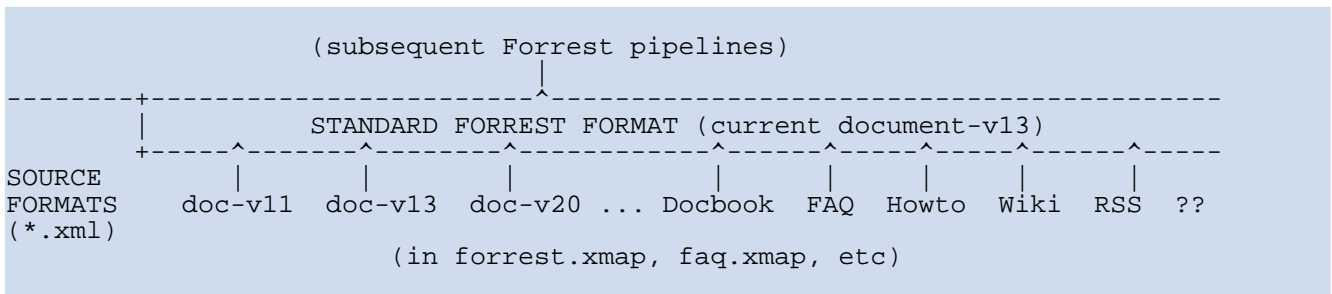 (subsequent Forrest pipelines)
|
--------+------------------------^------------------------------------------
| STANDARD FORREST FORMAT (current document-v13)
+-----^-------^--------^------------^------^-----^-----^------^-----
SOURCE | | | | | | | |
FORMATS doc-v11 doc-v13 doc-v20 ... Docbook FAQ Howto Wiki RSS ??
(*.xml)
(in forrest.xmap, faq.xmap, etc)